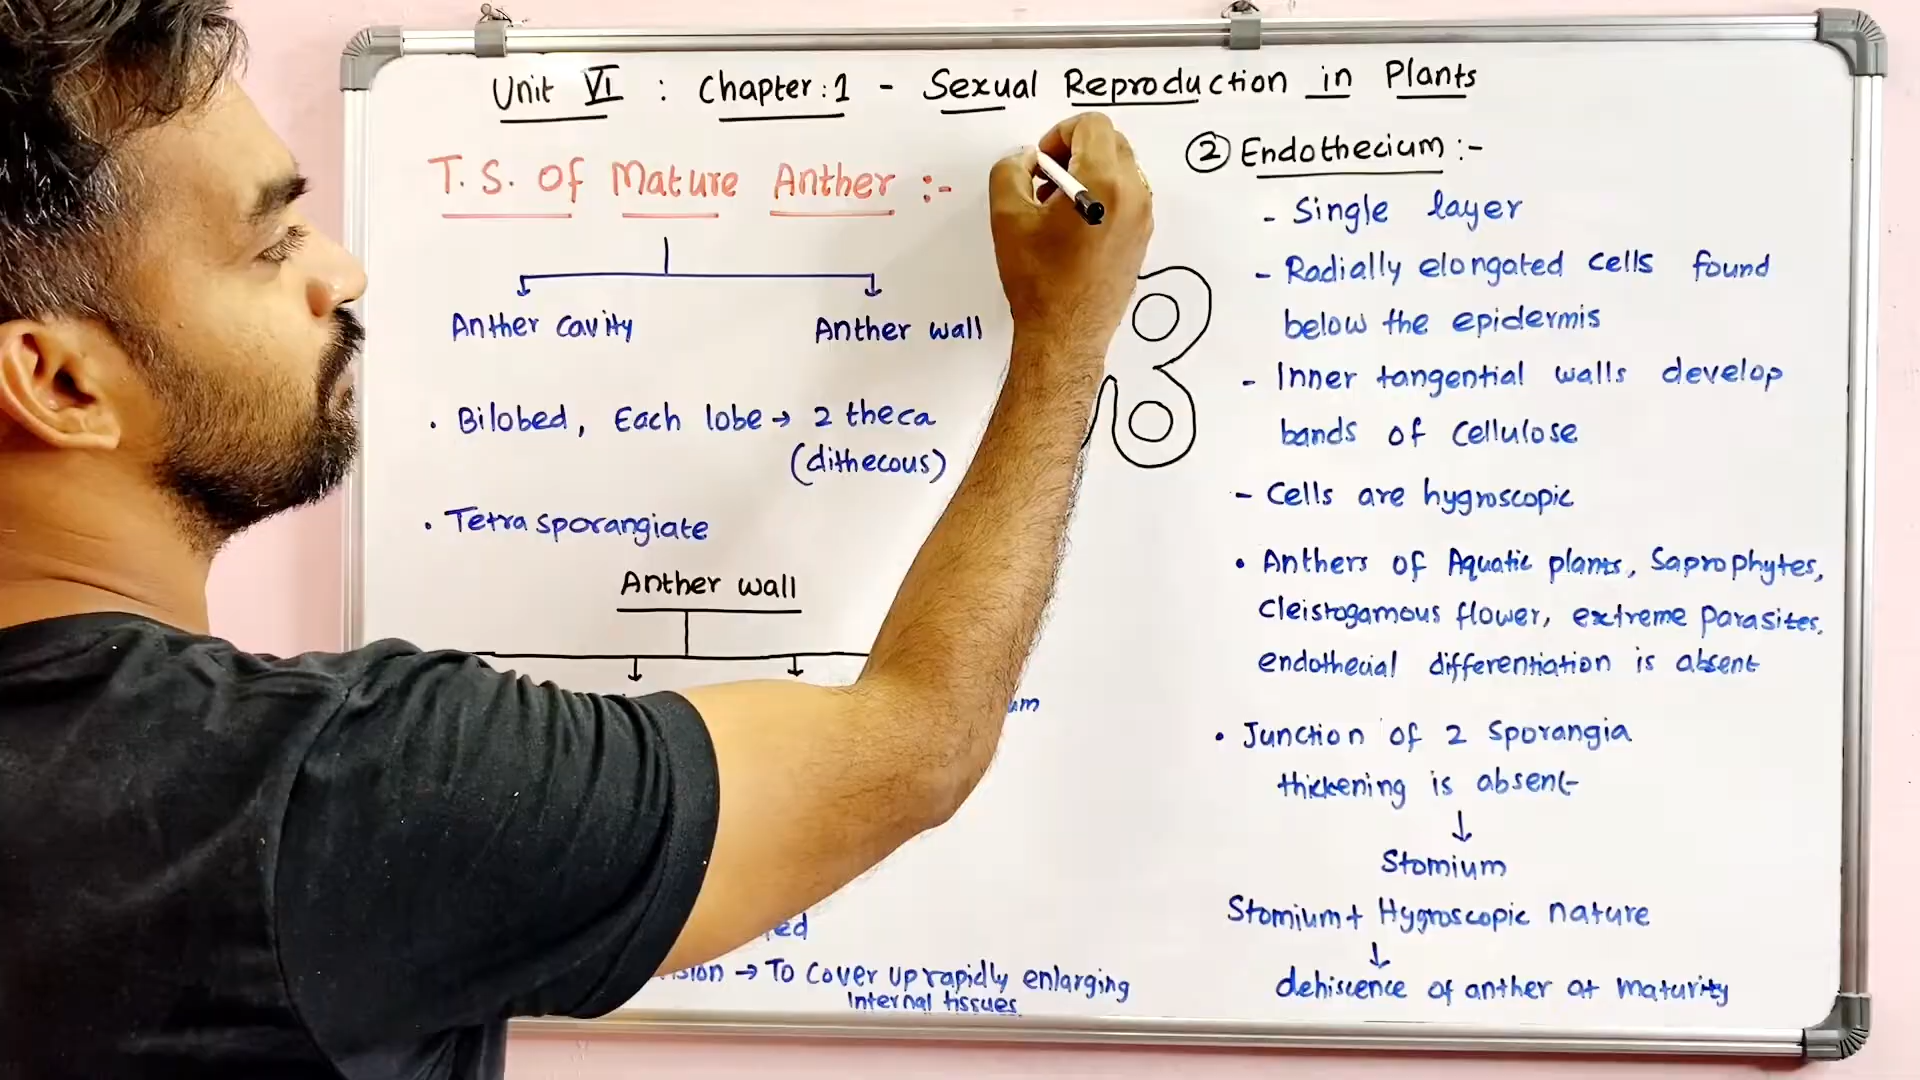 Unit VI : Chapter:1 - Sexual Reproduction in Plants
T. S. Of Mature Anther :-
Anther Cavity
Anther wall
• Bilobed, Each lobe → 2 theca
(dithecous)
• Tetrasporangiate
Anther wall
② Endothecium :-
- Single layer
- Radially elongated cells found
below the epidermis
- Inner tangential walls develop
bands of cellulose
- Cells are hygroscopic
• Anthers of Aquatic plants, Saprophytes,
cleistogamous flower, extreme parasites,
endothecial differentiation is absent
• Junction of 2 Sporangia
thickening is absent
↓
Stomium
Stomium + Hygroscopic nature
↓
dehiscence of anther at maturity
→ To Cover up rapidly enlarging
Internal tissues